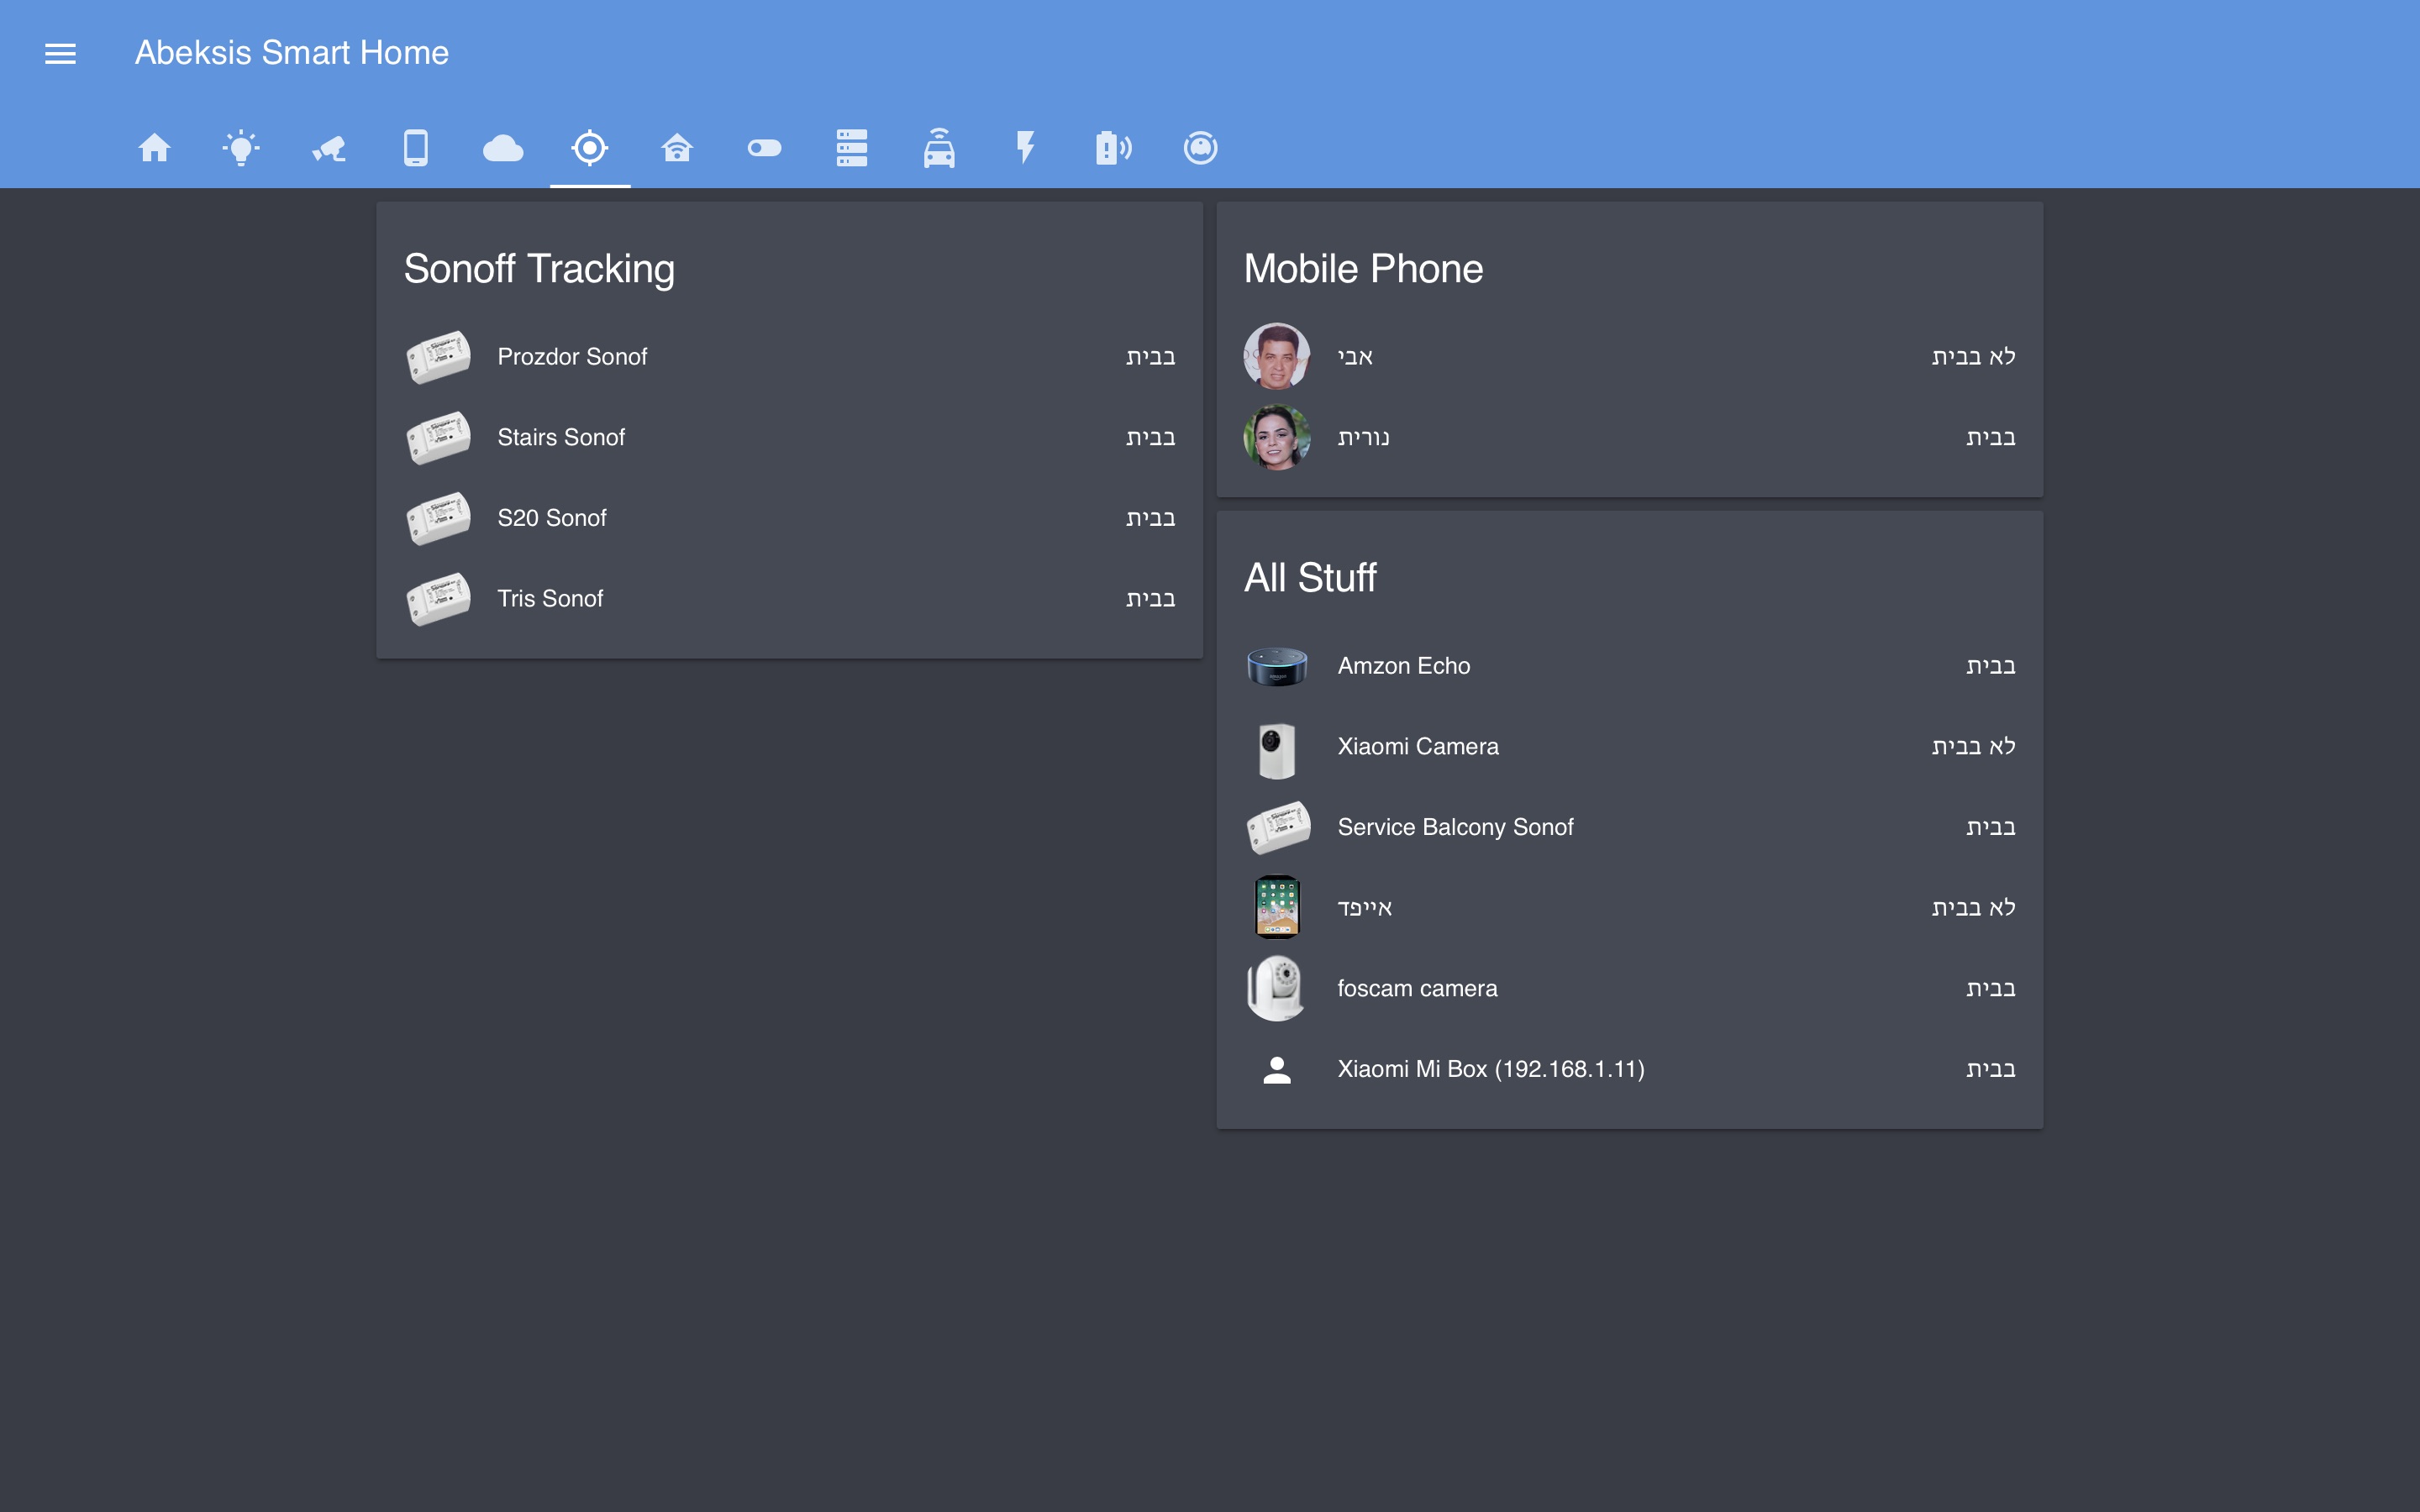 Abeksis Smart Home
Sonoff Tracking
Prozdor Sonof
בבית
Stairs Sonof
בבית
S20 Sonof
בבית
Tris Sonof
בבית
Mobile Phone
אבי
לא בבית
נורית
בבית
All Stuff
Amzon Echo
בבית
Xiaomi Camera
לא בבית
Service Balcony Sonof
בבית
אייפד
לא בבית
foscam camera
בבית
Xiaomi Mi Box (192.168.1.11)
בבית